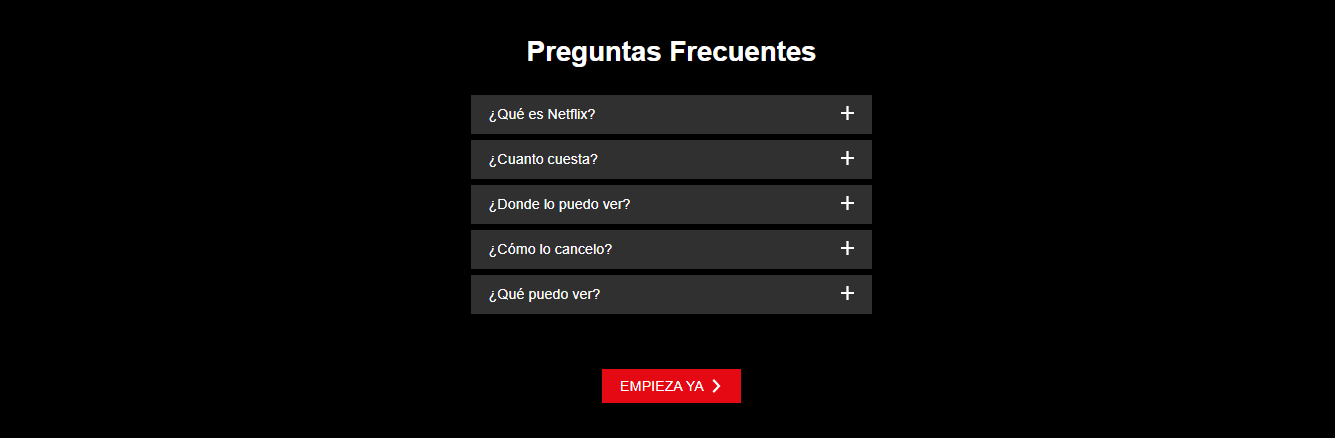 Preguntas Frecuentes
¿Qué es Netflix?
¿Cuanto cuesta?
¿Donde lo puedo ver?
¿Cómo lo cancelo?
¿Qué puedo ver?
EMPIEZA YA